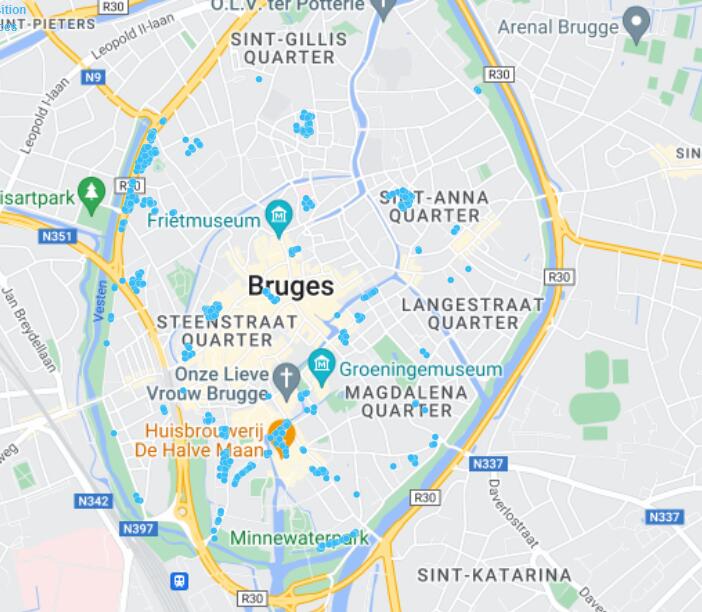 sition
R30
O.L.V. ter Potterie
INT-PIETERS
Leopold II-laan
SINT-GILLIS
QUARTER
Arenal Brugge
N9
R30
Leopold I-laan
SIN
R30
isartpark
SINT-ANNA
QUARTER
Frietmuseum
N351
R30
Bruges
Vesten
Jan Breydellaan
LANGESTRAAT
QUARTER
STEENSTRAAT
QUARTER
Groeningemuseum
Onze Lieve
Vrouw Brugge
MAGDALENA
QUARTER
Huisbrouwerij
De Halve Maan
weg
N337
N342
R30
Daverlostraat
N337
N397
Minnewaterpark
SINT-KATARINA
Dave
R30